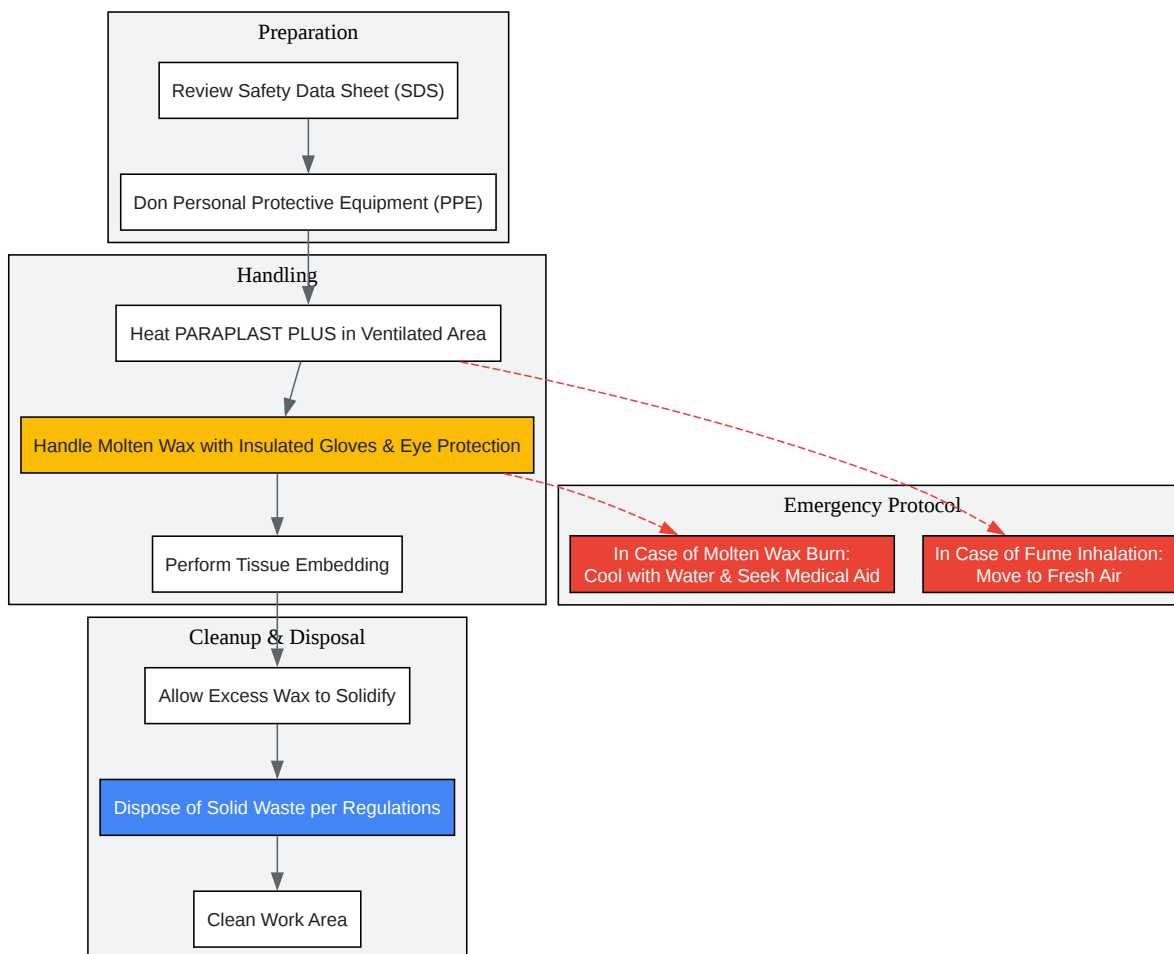 Preparation
Review Safety Data Sheet (SDS)
Don Personal Protective Equipment (PPE)
Handling
Heat PARAPLAST PLUS in Ventilated Area
Handle Molten Wax with Insulated Gloves & Eye Protection
Perform Tissue Embedding
Emergency Protocol
In Case of Molten Wax Burn:
Cool with Water & Seek Medical Aid
In Case of Fume Inhalation:
Move to Fresh Air
Cleanup & Disposal
Allow Excess Wax to Solidify
Dispose of Solid Waste per Regulations
Clean Work Area